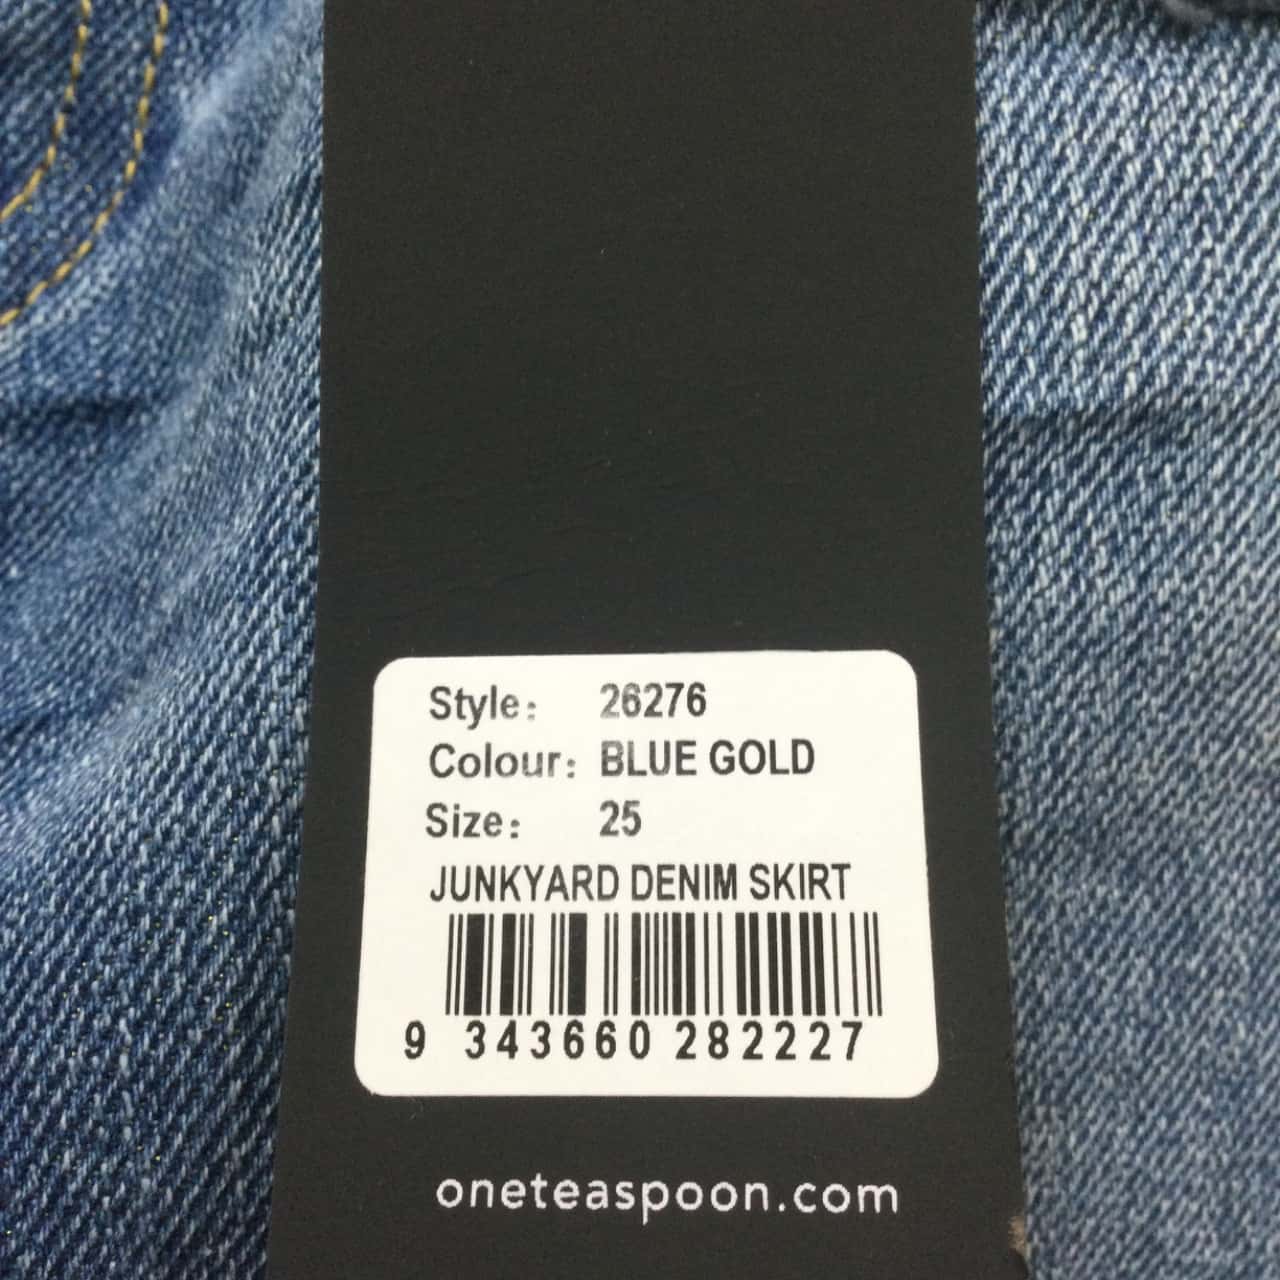 Style: 26276
Colour: BLUE GOLD
Size: 25
JUNKYARD DENIM SKIRT
9 343660 282227
oneteaspoon.com